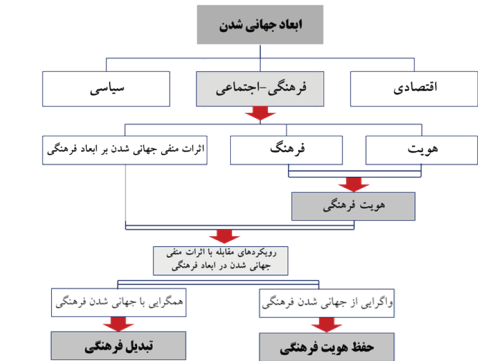 ابعاد جهانی شدن
اقتصادی
فرهنگی-اجتماعی
سیاسی
هویت
فرهنگ
اثرات منفی جهانی شدن بر ابعاد فرهنگی
هویت فرهنگی
رویکردهای مقابله با اثرات منفی
جهانی شدن در ابعاد فرهنگی
واگرایی از جهانی شدن فرهنگی
همگرایی با جهانی شدن فرهنگی
حفظ هویت فرهنگی
تبدیل فرهنگی